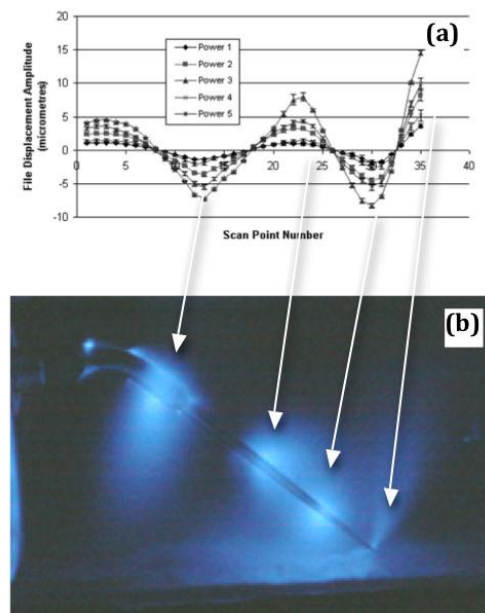 (a)
File Displacement Amplitude
(micrometres)
20
15
10
5
0
-5
-10
Power 1
Power 2
Power 3
Power 4
Power 5
0 5 10 15 20 25 30 35 40
Scan Point Number
(b)